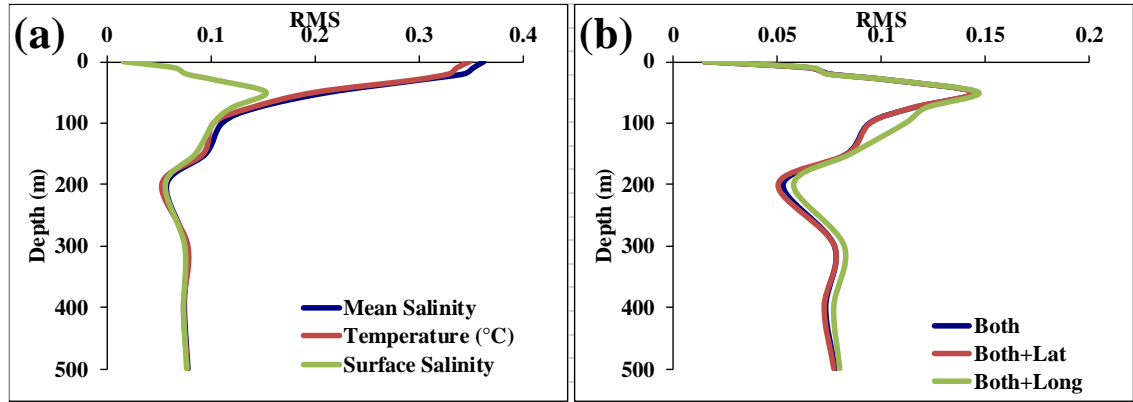 (a)
RMS
0 0.1 0.2 0.3 0.4
0
100
200
300
400
500
Depth (m)
Mean Salinity
Temperature (°C)
Surface Salinity
(b)
RMS
0 0.05 0.1 0.15 0.2
0
100
200
300
400
500
Depth (m)
Both
Both+Lat
Both+Long